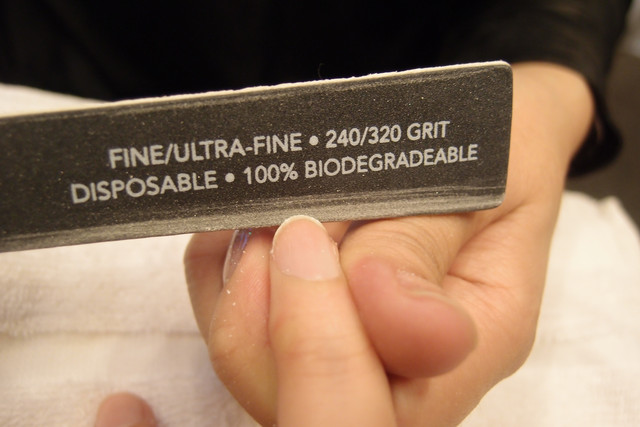 FINE/ULTRA-FINE • 240/320 GRIT
DISPOSABLE • 100% BIODEGRADEABLE